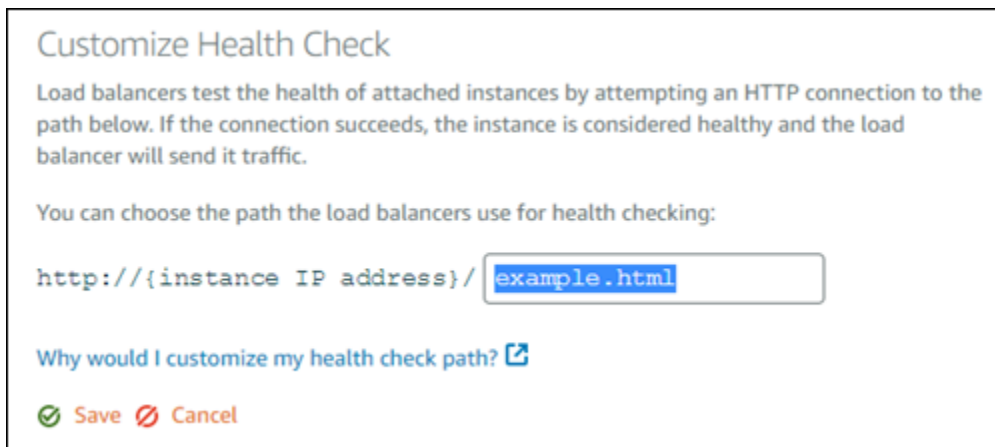 Customize Health Check
Load balancers test the health of attached instances by attempting an HTTP connection to the
path below. If the connection succeeds, the instance is considered healthy and the load
balancer will send it traffic.
You can choose the path the load balancers use for health checking:
http://{instance IP address}/ example.html
Why would I customize my health check path?
Save Cancel